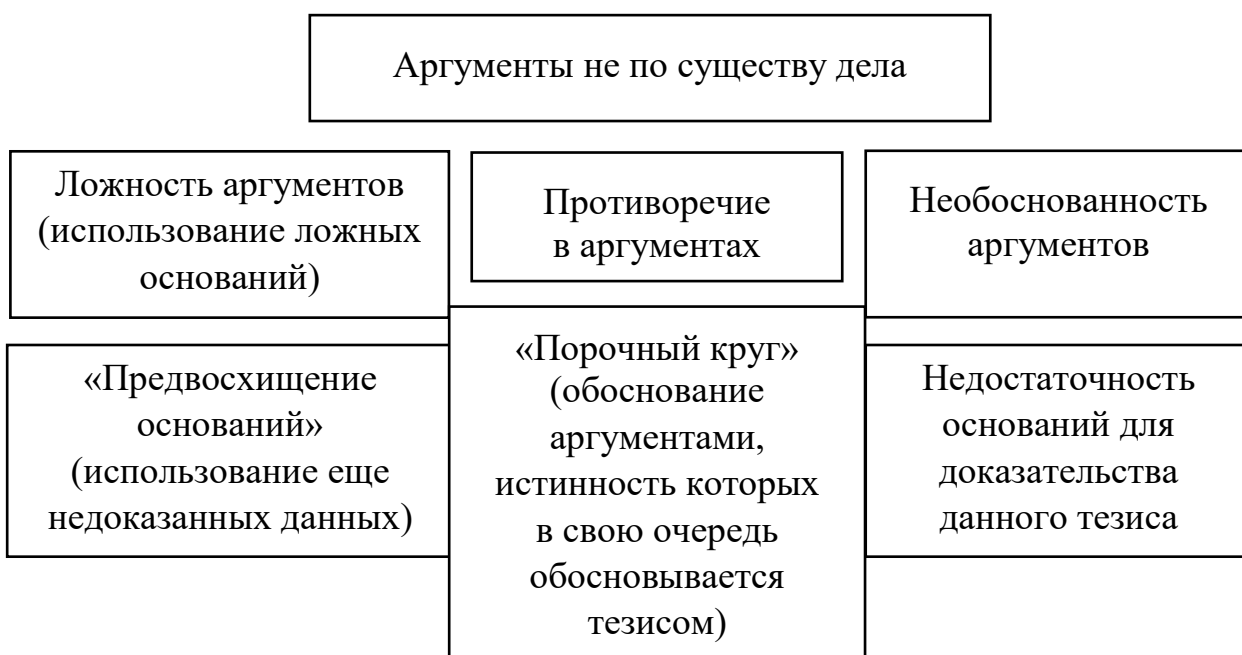 Аргументы не по существу дела
Ложность аргументов
(использование ложных
оснований)
Противоречие
в аргументах
Необоснованность
аргументов
«Предвосхищение
оснований»
(использование еще
недоказанных данных)
«Порочный круг»
(обоснование
аргументами,
истинность которых
в свою очередь
обосновывается
тезисом)
Недостаточность
оснований для
доказательства
данного тезиса